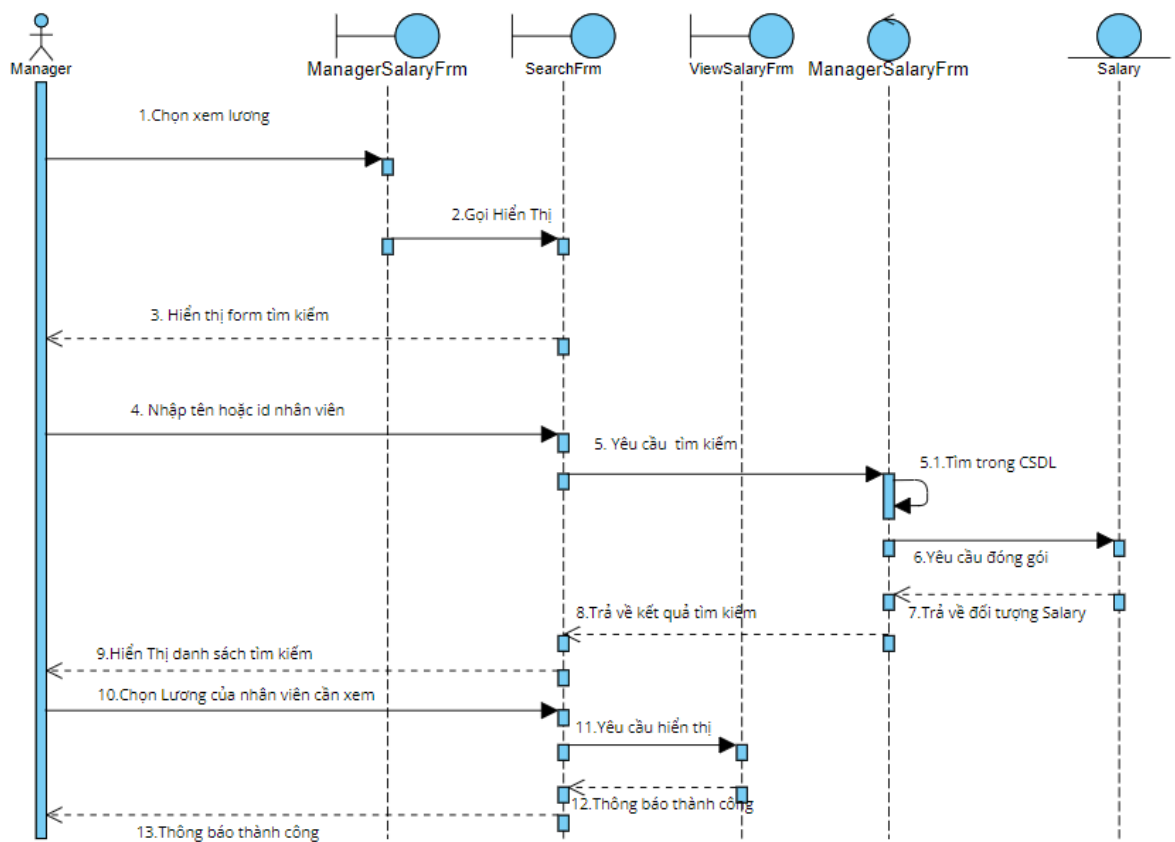 Manager
ManagerSalaryFrm
SearchFrm
ViewSalaryFrm
ManagerSalaryFrm
Salary
1.Chọn xem lương
2.Gọi Hiển Thị
3. Hiển thị form tìm kiếm
4. Nhập tên hoặc id nhân viên
5. Yêu cầu tìm kiếm
5.1.Tìm trong CSDL
6.Yêu cầu đóng gói
7.Trả về đối tượng Salary
8.Trả về kết quả tìm kiếm
9.Hiển Thị danh sách tìm kiếm
10.Chọn Lương của nhân viên cần xem
11.Yêu cầu hiển thị
12.Thông báo thành công
13.Thông báo thành công